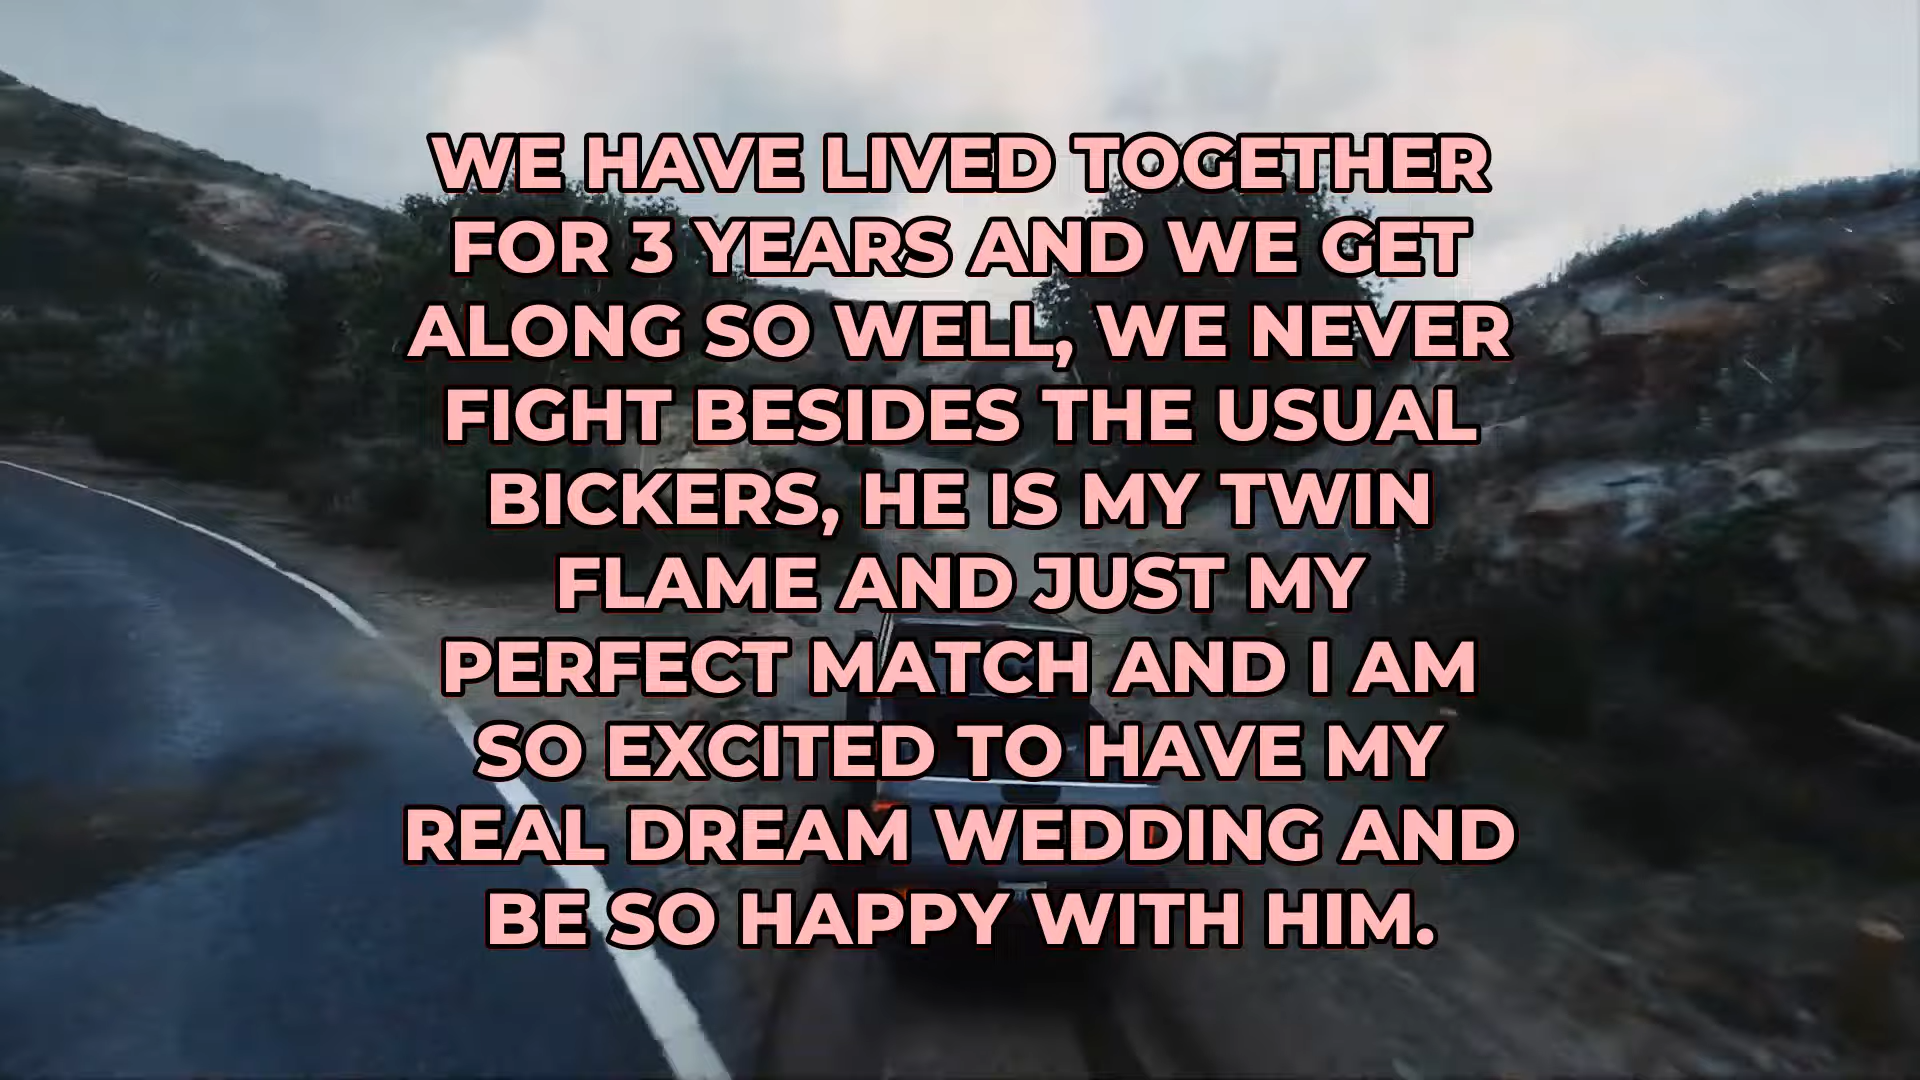 WE HAVE LIVED TOGETHER
FOR 3 YEARS AND WE GET
ALONG SO WELL, WE NEVER
FIGHT BESIDES THE USUAL
BICKERS, HE IS MY TWIN
FLAME AND JUST MY
PERFECT MATCH AND I AM
SO EXCITED TO HAVE MY
REAL DREAM WEDDING AND
BE SO HAPPY WITH HIM.